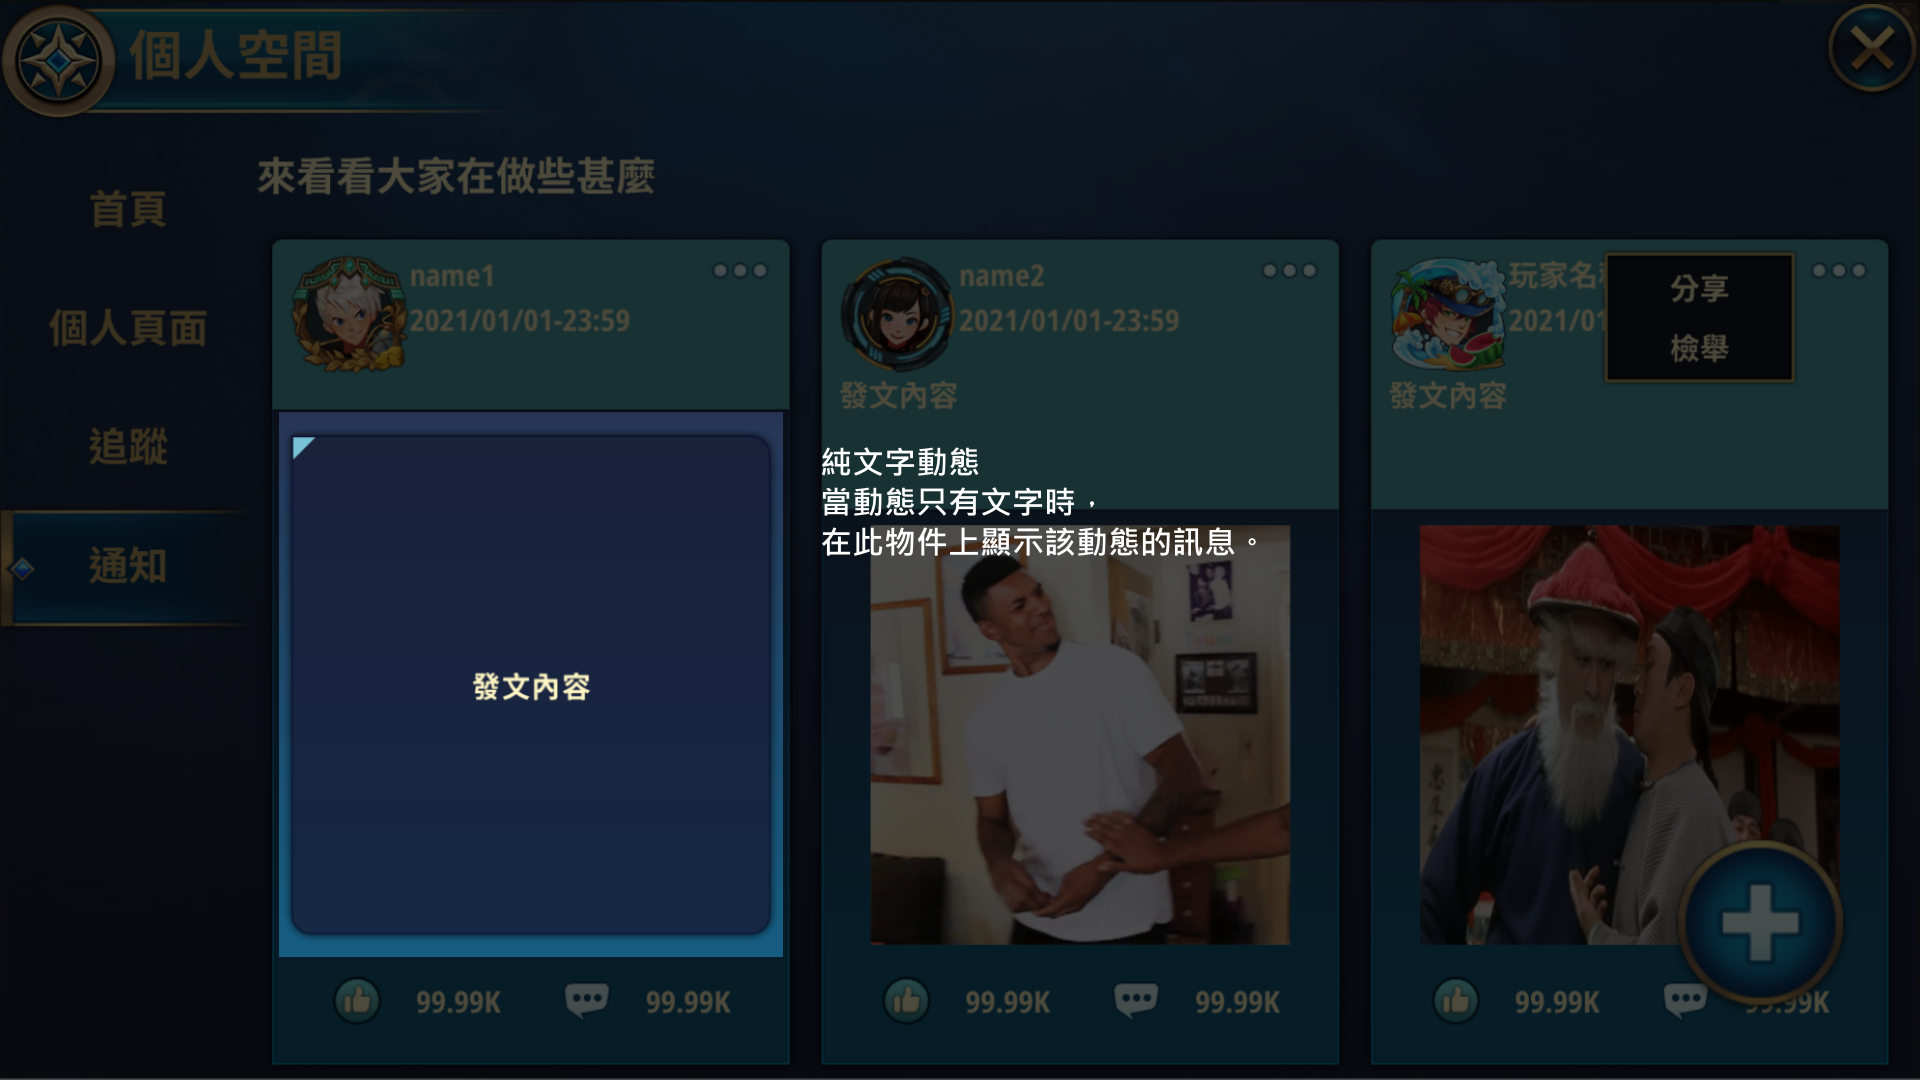 個人空間
來看看大家在做些甚麼
首頁
個人頁面
追蹤
通知
name1
2021/01/01-23:59
發文內容
99.99K
99.99K
name2
2021/01/01-23:59
發文內容
純文字動態
當動態只有文字時，
在此物件上顯示該動態的訊息。
99.99K
99.99K
玩家名
2021/01
分享
檢舉
發文內容
99.99K
99.99K